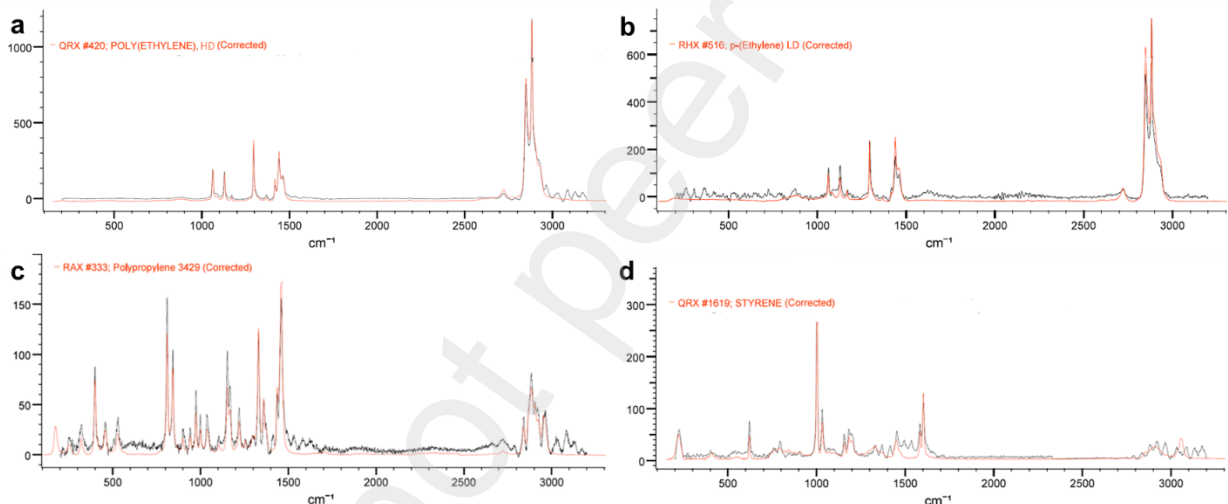 a
QRX #420; POLY(ETHYLENE), HD (Corrected)
1000
500
0
500 1000 1500 2000 2500 3000
cm⁻¹
b
RHX #516; p-(Ethylene) LD (Corrected)
600
400
200
0
500 1000 1500 2000 2500 3000
cm⁻¹
c
RAX #333; Polypropylene 3429 (Corrected)
150
100
50
0
500 1000 1500 2000 2500 3000
cm⁻¹
d
QRX #1619; STYRENE (Corrected)
300
200
100
0
500 1000 1500 2000 2500 3000
cm⁻¹
not peer